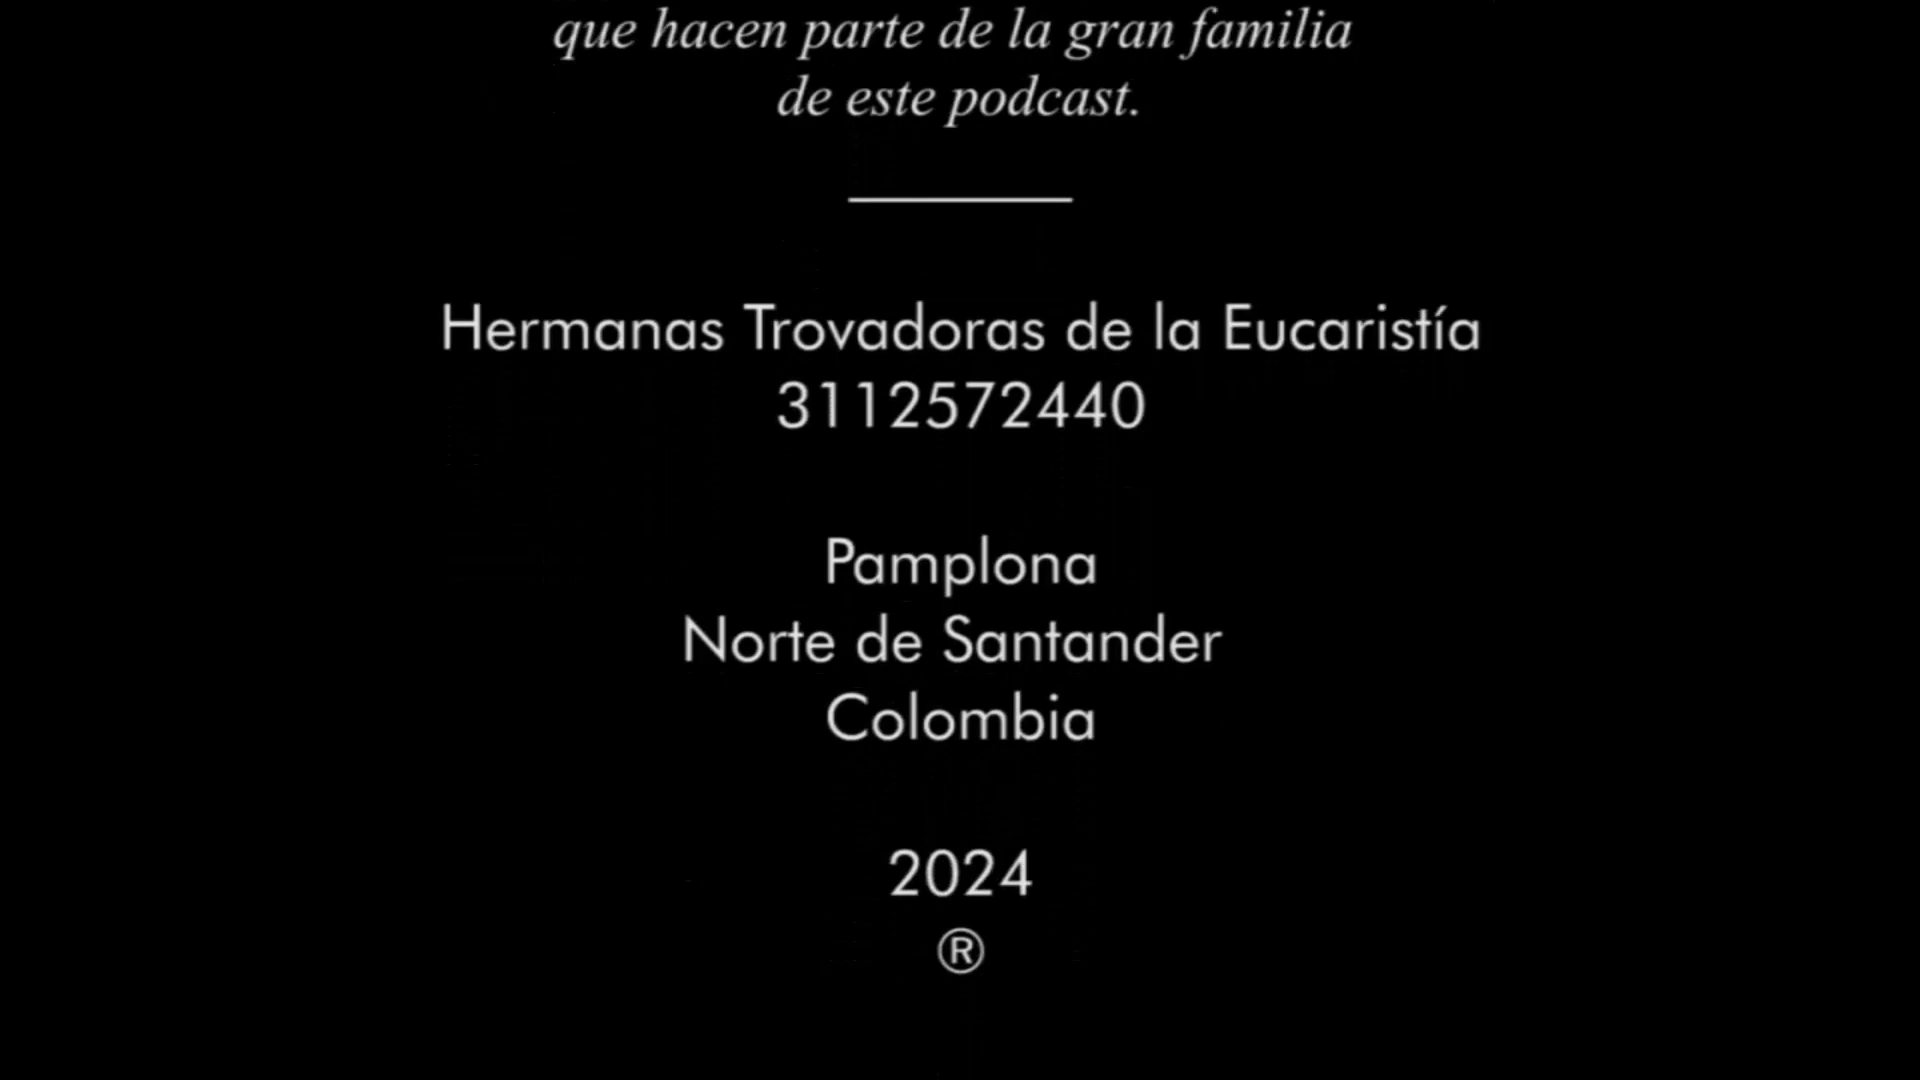 que hacen parte de la gran familia
de este podcast.
Hermanas Trovadoras de la Eucaristía
3112572440
Pamplona
Norte de Santander
Colombia
2024
®